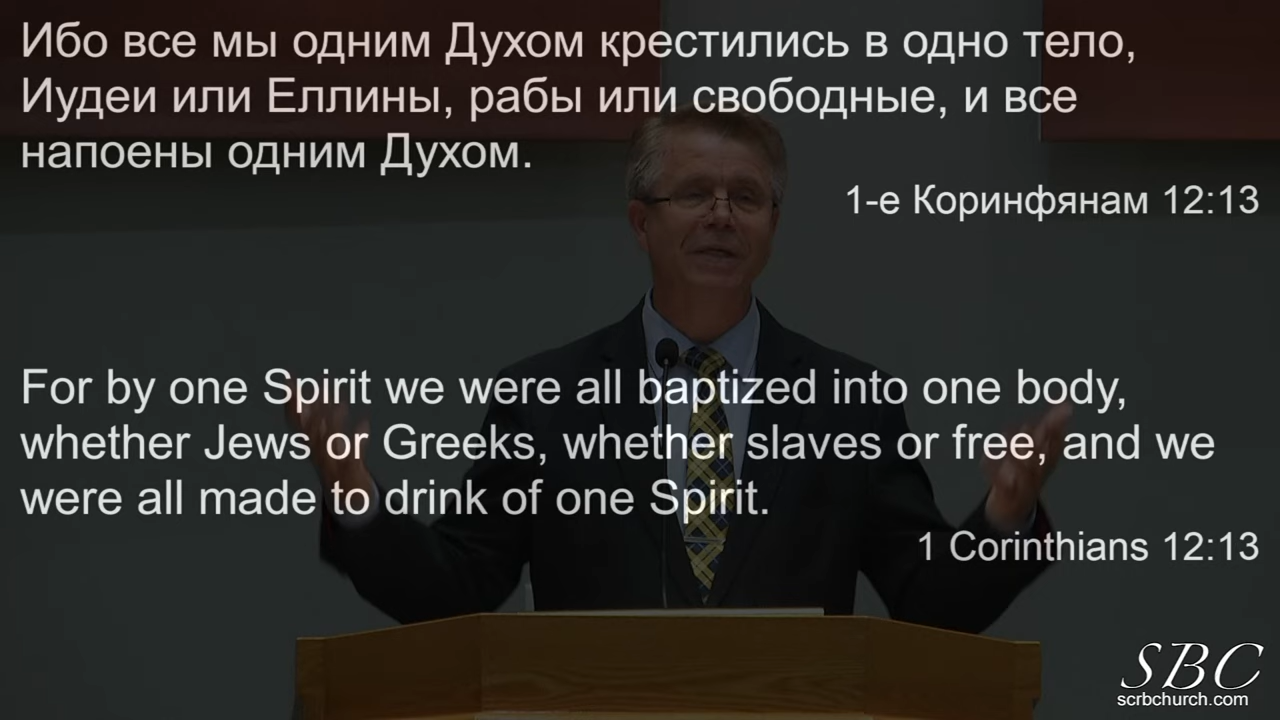 Ибо все мы одним Духом крестились в одно тело,
Иудеи или Еллины, рабы или свободные, и все
напоены одним Духом.
1-е Коринфянам 12:13
For by one Spirit we were all baptized into one body,
whether Jews or Greeks, whether slaves or free, and we
were all made to drink of one Spirit.
1 Corinthians 12:13
SBC
scrbchurch.com